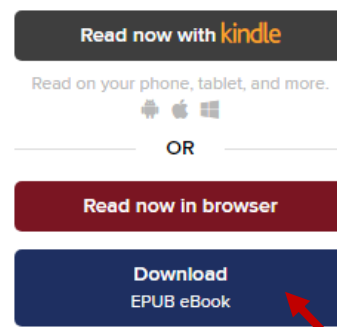 Read now with kindle
Read on your phone, tablet, and more.
OR
Read now in browser
Download
EPUB eBook